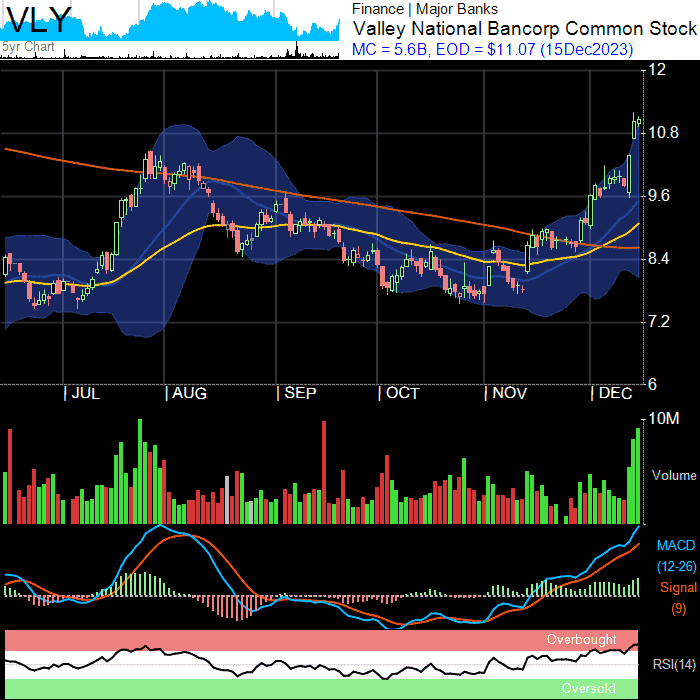 VLY
5yr Chart
Finance | Major Banks
Valley National Bancorp Common Stock
MC = 5.6B, EOD = $11.07 (15Dec2023)
12
10.8
9.6
8.4
7.2
6
| JUL | AUG | SEP | OCT | NOV | DEC
10M
Volume
MACD
(12-26)
Signal
(9)
Overbought
RSI(14)
Oversold